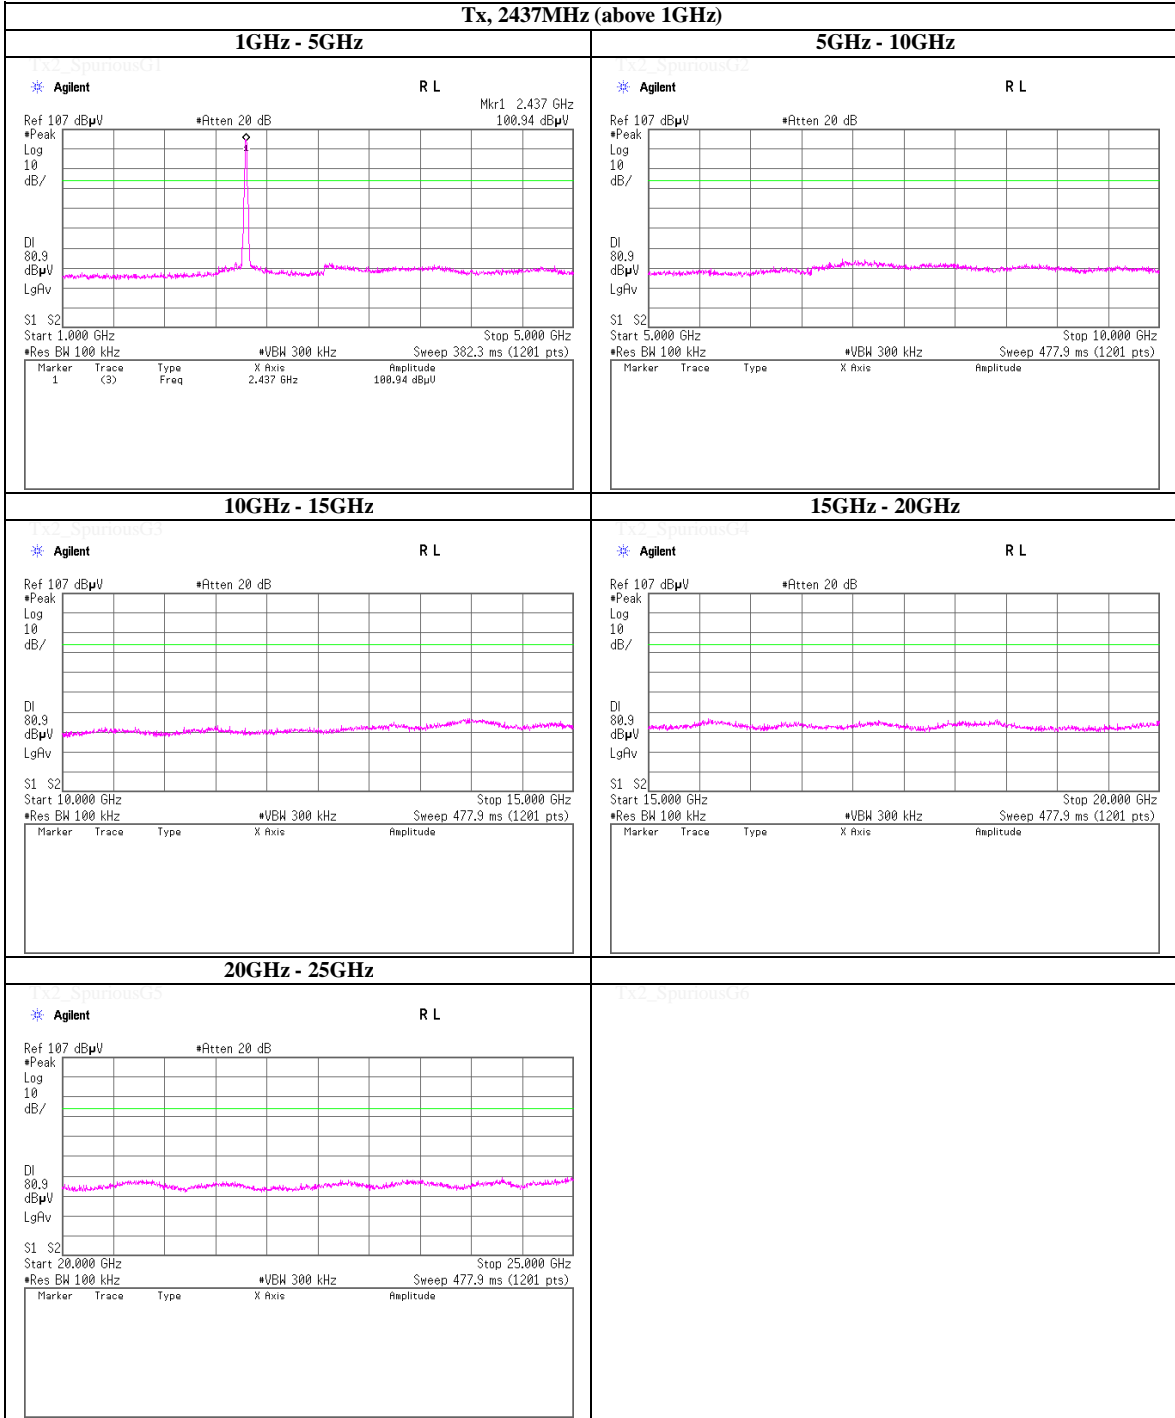 Tx, 2437MHz (above 1GHz)
1GHz - 5GHz
5GHz - 10GHz
Tx2_SpuriousG1
Agilent
R L
Mkr1 2.437 GHz
Ref 107 dBµV
#Atten 20 dB
100.94 dBµV
#Peak
Log
10
dB/
DI
80.9
dBµV
LgAv
S1 S2
Start 1.000 GHz
Stop 5.000 GHz
#Res BW 100 kHz
#VBW 300 kHz
Sweep 382.3 ms (1201 pts)
Marker Trace Type X Axis Amplitude
1 (3) Freq 2.437 GHz 100.94 dBµV
1
Tx2_SpuriousG2
Agilent
R L
Ref 107 dBµV
#Atten 20 dB
#Peak
Log
10
dB/
DI
80.9
dBµV
LgAv
S1 S2
Start 5.000 GHz
Stop 10.000 GHz
#Res BW 100 kHz
#VBW 300 kHz
Sweep 477.9 ms (1201 pts)
Marker Trace Type X Axis Amplitude
10GHz - 15GHz
15GHz - 20GHz
Tx2_SpuriousG3
Agilent
R L
Ref 107 dBµV
#Atten 20 dB
#Peak
Log
10
dB/
DI
80.9
dBµV
LgAv
S1 S2
Start 10.000 GHz
Stop 15.000 GHz
#Res BW 100 kHz
#VBW 300 kHz
Sweep 477.9 ms (1201 pts)
Marker Trace Type X Axis Amplitude
Tx2_SpuriousG4
Agilent
R L
Ref 107 dBµV
#Atten 20 dB
#Peak
Log
10
dB/
DI
80.9
dBµV
LgAv
S1 S2
Start 15.000 GHz
Stop 20.000 GHz
#Res BW 100 kHz
#VBW 300 kHz
Sweep 477.9 ms (1201 pts)
Marker Trace Type X Axis Amplitude
20GHz - 25GHz
Tx2_SpuriousG5
Agilent
R L
Ref 107 dBµV
#Atten 20 dB
#Peak
Log
10
dB/
DI
80.9
dBµV
LgAv
S1 S2
Start 20.000 GHz
Stop 25.000 GHz
#Res BW 100 kHz
#VBW 300 kHz
Sweep 477.9 ms (1201 pts)
Marker Trace Type X Axis Amplitude
Tx2_SpuriousG6